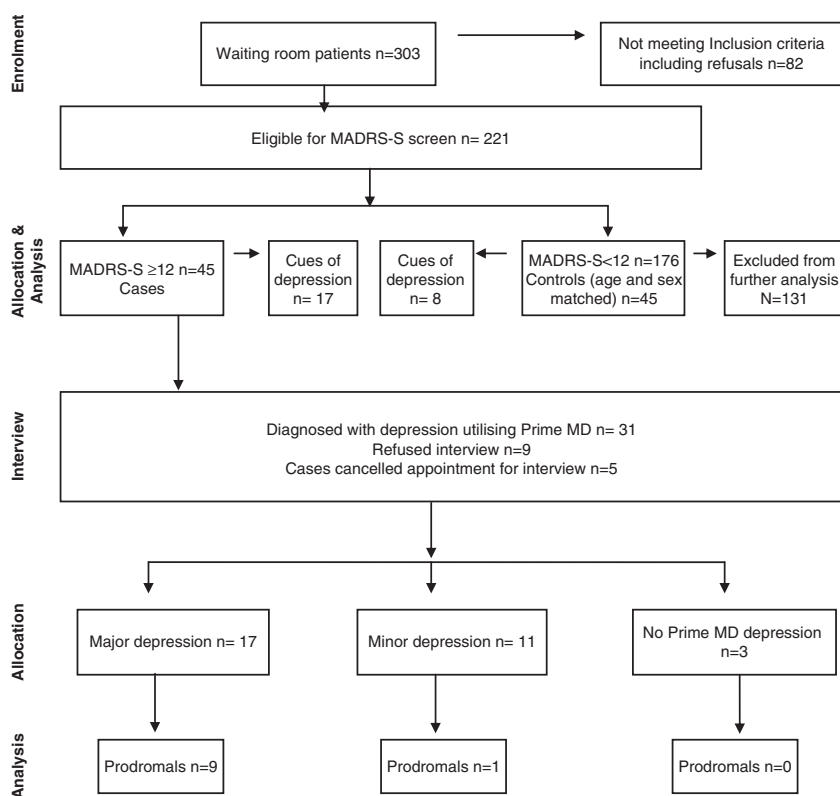 Enrolment
Waiting room patients n=303
Not meeting Inclusion criteria
including refusals n=82
Eligible for MADRS-S screen n= 221
Allocation &
Analysis
MADRS-S ≥12 n=45
Cases
Cues of
depression
n= 17
Cues of
depression
n= 8
MADRS-S<12 n=176
Controls (age and sex
matched) n=45
Excluded from
further analysis
N=131
Interview
Diagnosed with depression utilising Prime MD n= 31
Refused interview n=9
Cases cancelled appointment for interview n=5
Allocation
Major depression n= 17
Minor depression n= 11
No Prime MD depression
n=3
Analysis
Prodromals n=9
Prodromals n=1
Prodromals n=0